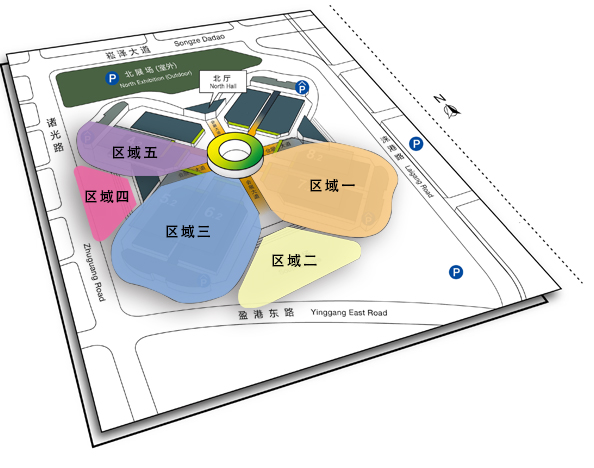 崧泽大道 Songze Dadao
P 北展场(室外)
North Exhibition (Outdoor)
北厅
North Hall
P
诸光路
N
P
涞港路 Laigang Road
区域五
区域一
区域四
区域三
区域二
Zhuguang Road
P
盈港东路 Yinggang East Road